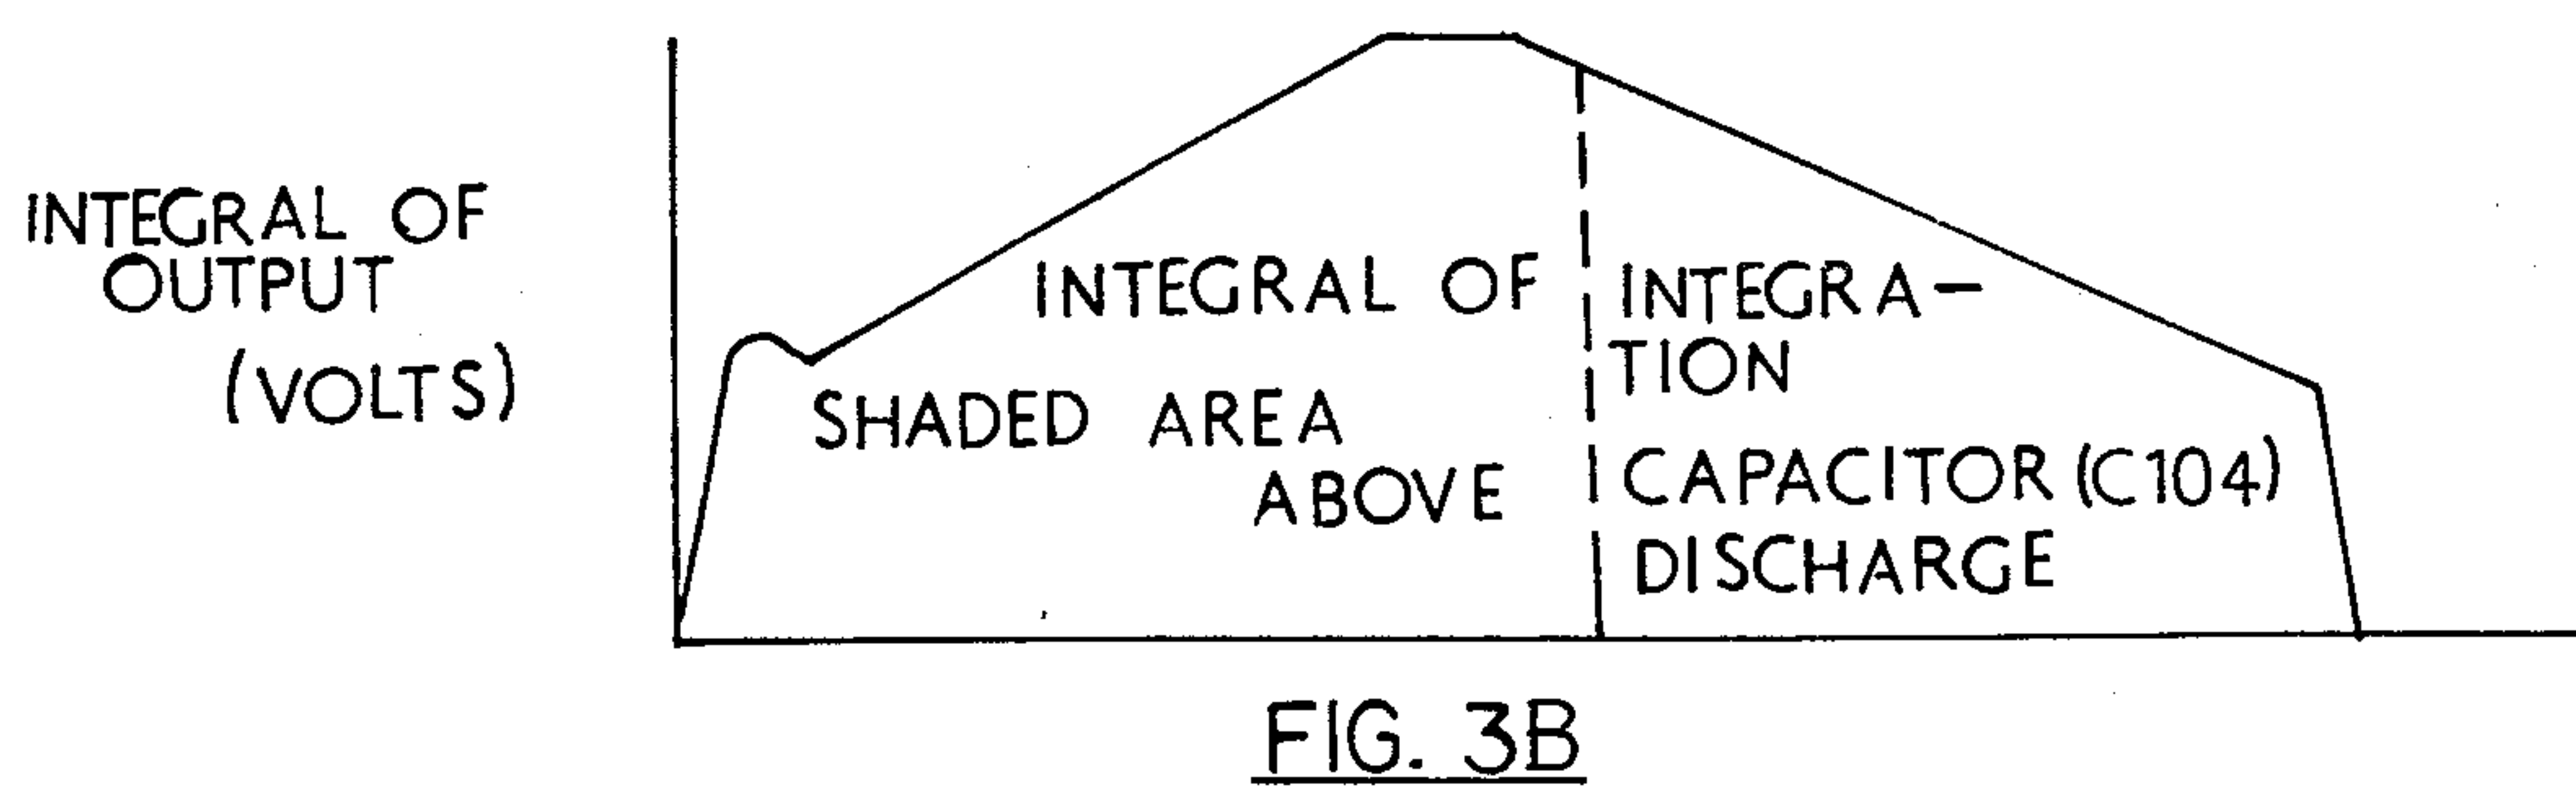 INTEGRAL OF
OUTPUT
(VOLTS)
INTEGRAL OF
SHADED AREA
ABOVE
INTEGRA-
TION
CAPACITOR (C104)
DISCHARGE
FIG. 3B